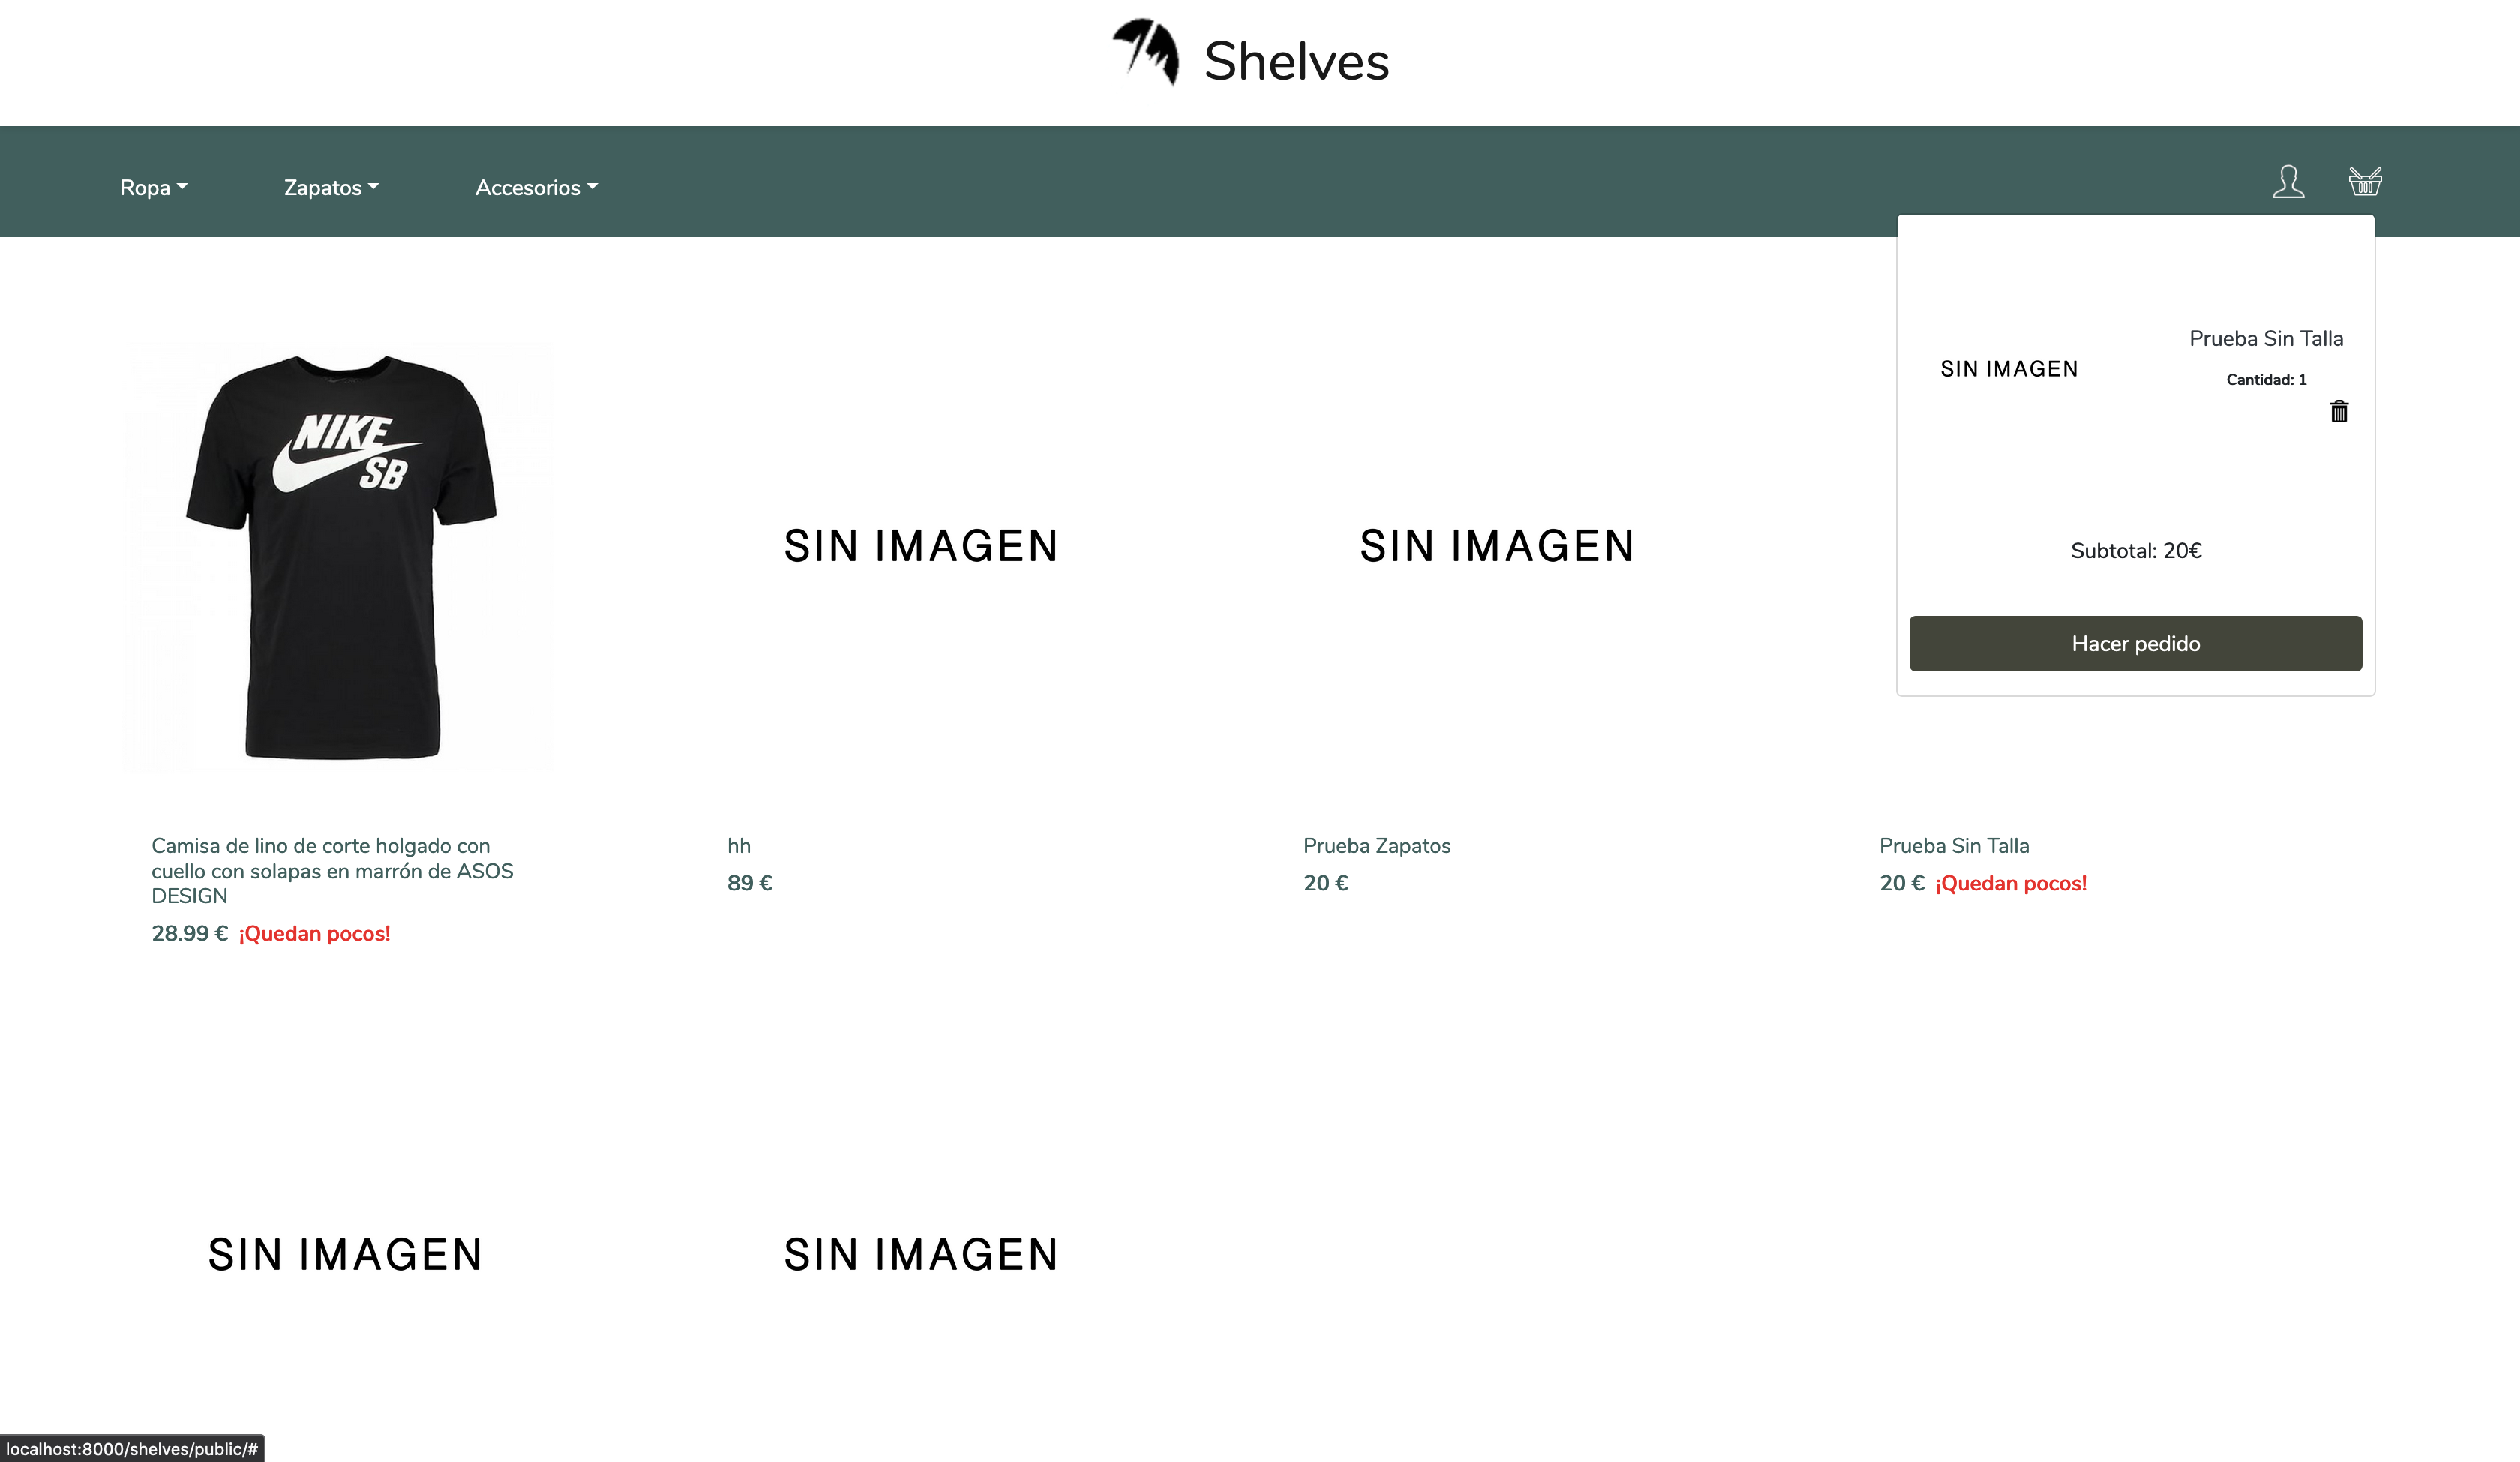 Shelves
Ropa
Zapatos
Accesorios
Prueba Sin Talla
SIN IMAGEN
Cantidad: 1
Subtotal: 20€
Hacer pedido
NIKE
SB
SIN IMAGEN
SIN IMAGEN
Camisa de lino de corte holgado con
cuello con solapas en marrón de ASOS
DESIGN
28.99 € ¡Quedan pocos!
hh
89 €
Prueba Zapatos
20 €
Prueba Sin Talla
20 € ¡Quedan pocos!
SIN IMAGEN
SIN IMAGEN
localhost:8000/shelves/public/#